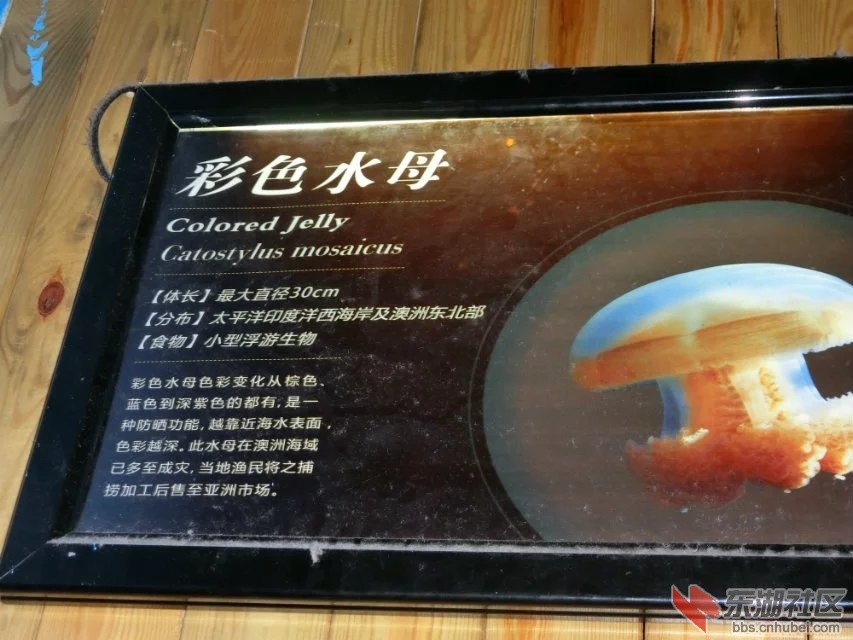 彩色水母
Colored Jelly
Catostylus mosaicus
【体长】最大直径30cm
【分布】太平洋印度洋西海岸及澳洲东北部
【食物】小型浮游生物
彩色水母色彩变化从棕色、
蓝色到深紫色的都有,是一
种防晒功能,越靠近海水表面,
色彩越深。此水母在澳洲海域
已多至成灾,当地渔民将之捕
捞加工后售至亚洲市场。
东湖社区
bbs.cnhubei.com